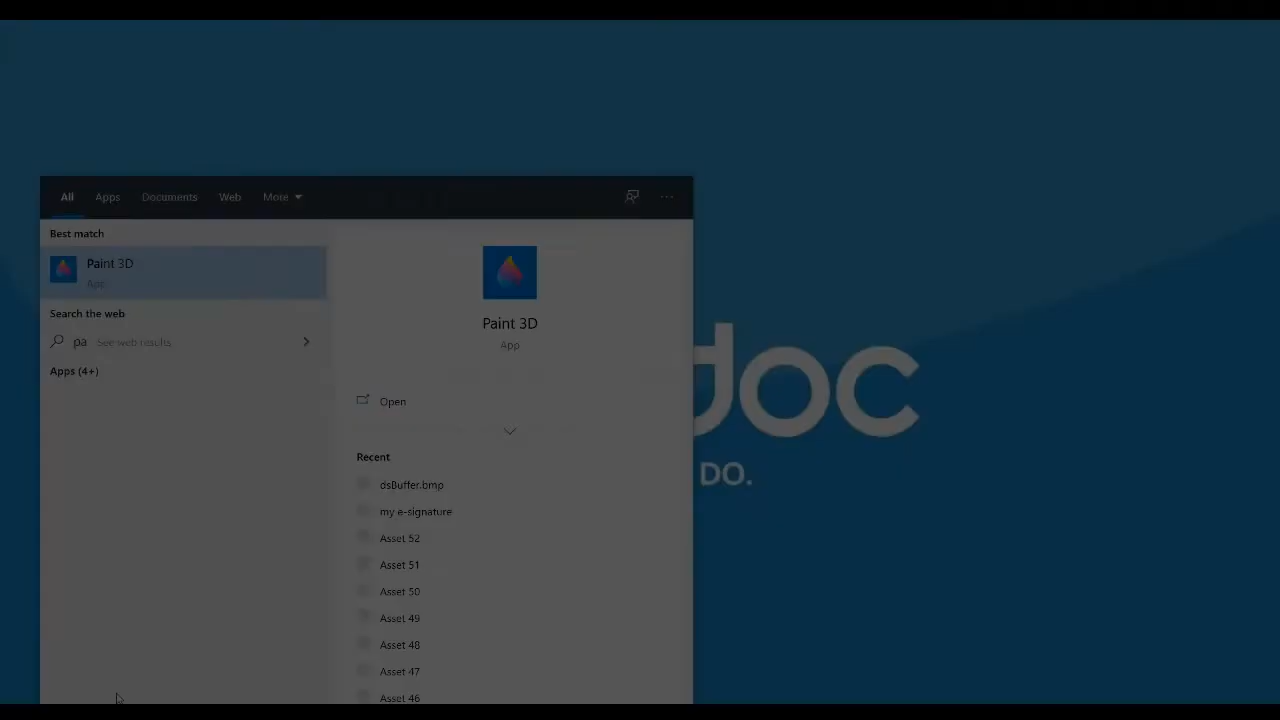 All Apps Documents Web More ...
Best match
Paint 3D
App
Search the web
pa See web results
Apps (4+)
Paint 3D
App
Open
Recent
dsBuffer.bmp
my e-signature
Asset 52
Asset 51
Asset 50
Asset 49
Asset 48
Asset 47
Asset 46
doc
DO.